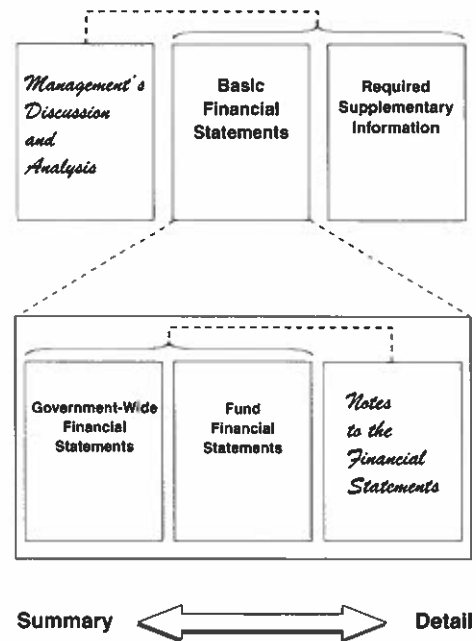 Management's
Discussion
and
Analysis
Basic
Financial
Statements
Required
Supplementary
Information
Government-Wide
Financial
Statements
Fund
Financial
Statements
Notes
to the
Financial
Statements
Summary
Detail